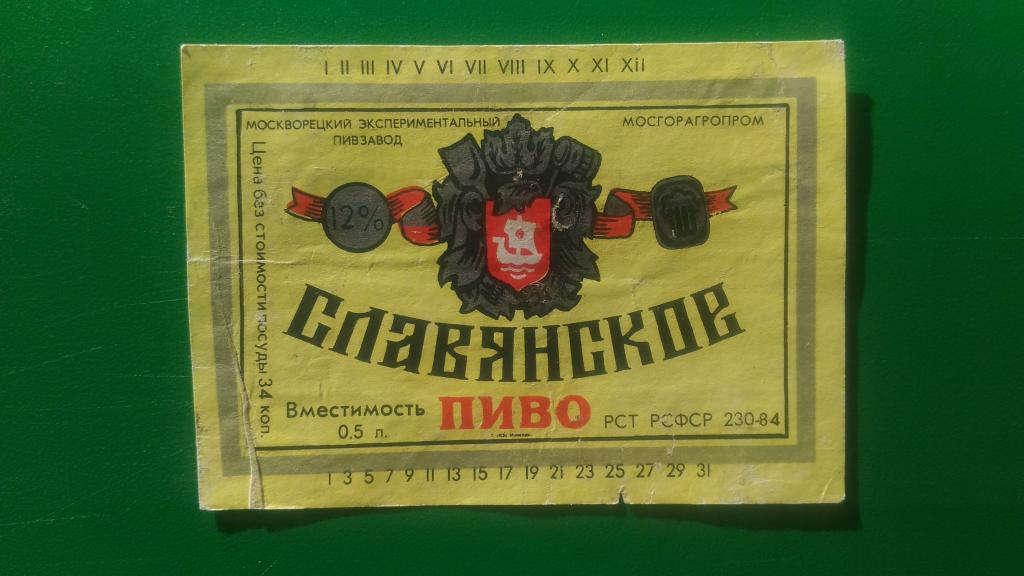 I II III IV V VI VII VIII IX X XI XII
МОСКВОРЕЦКИЙ ЭКСПЕРИМЕНТАЛЬНЫЙ
ПИВЗАВОД
МОСГОРАГРОПРОМ
Цена без стоимости посуды 34 коп.
12%
СЛАВЯНСКОЕ
ПИВО
Вместимость
0,5 л.
РСТ РСФСР 230-84
1 3 5 7 9 11 13 15 17 19 21 23 25 27 29 31